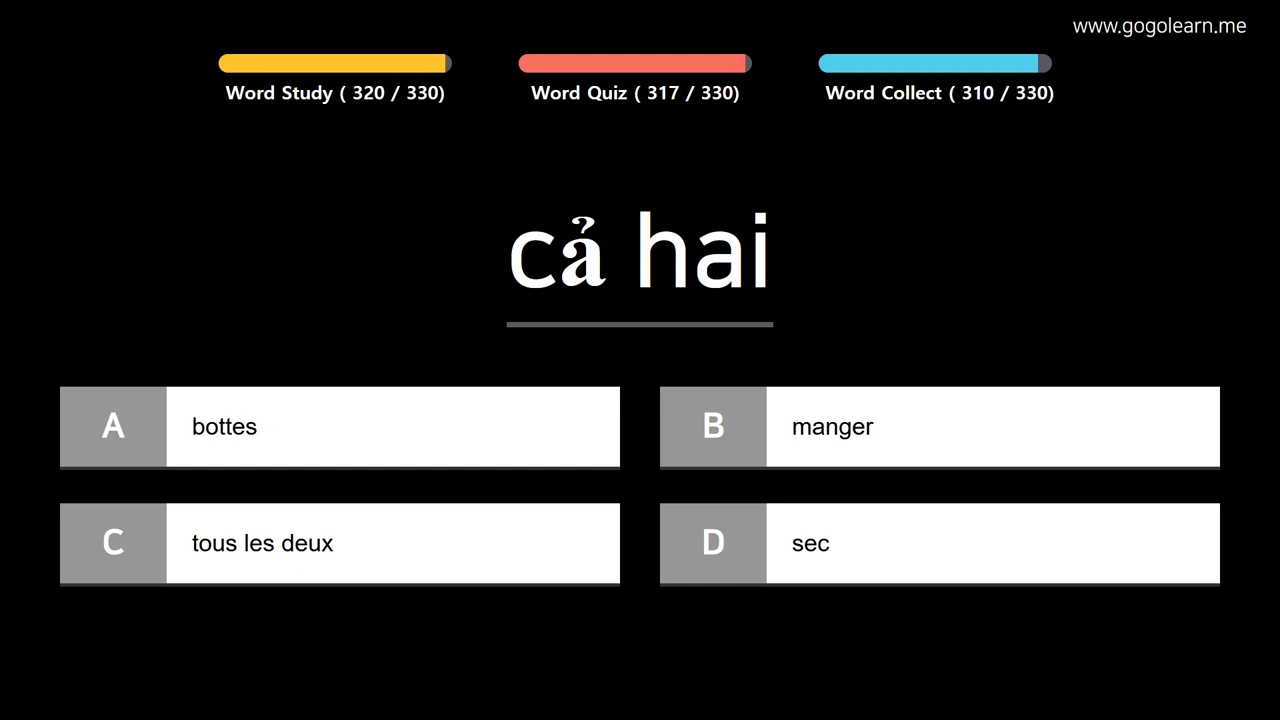 www.gogolearn.me
Word Study ( 320 / 330)
Word Quiz ( 317 / 330)
Word Collect ( 310 / 330)
cả hai
A bottes
B manger
C tous les deux
D sec